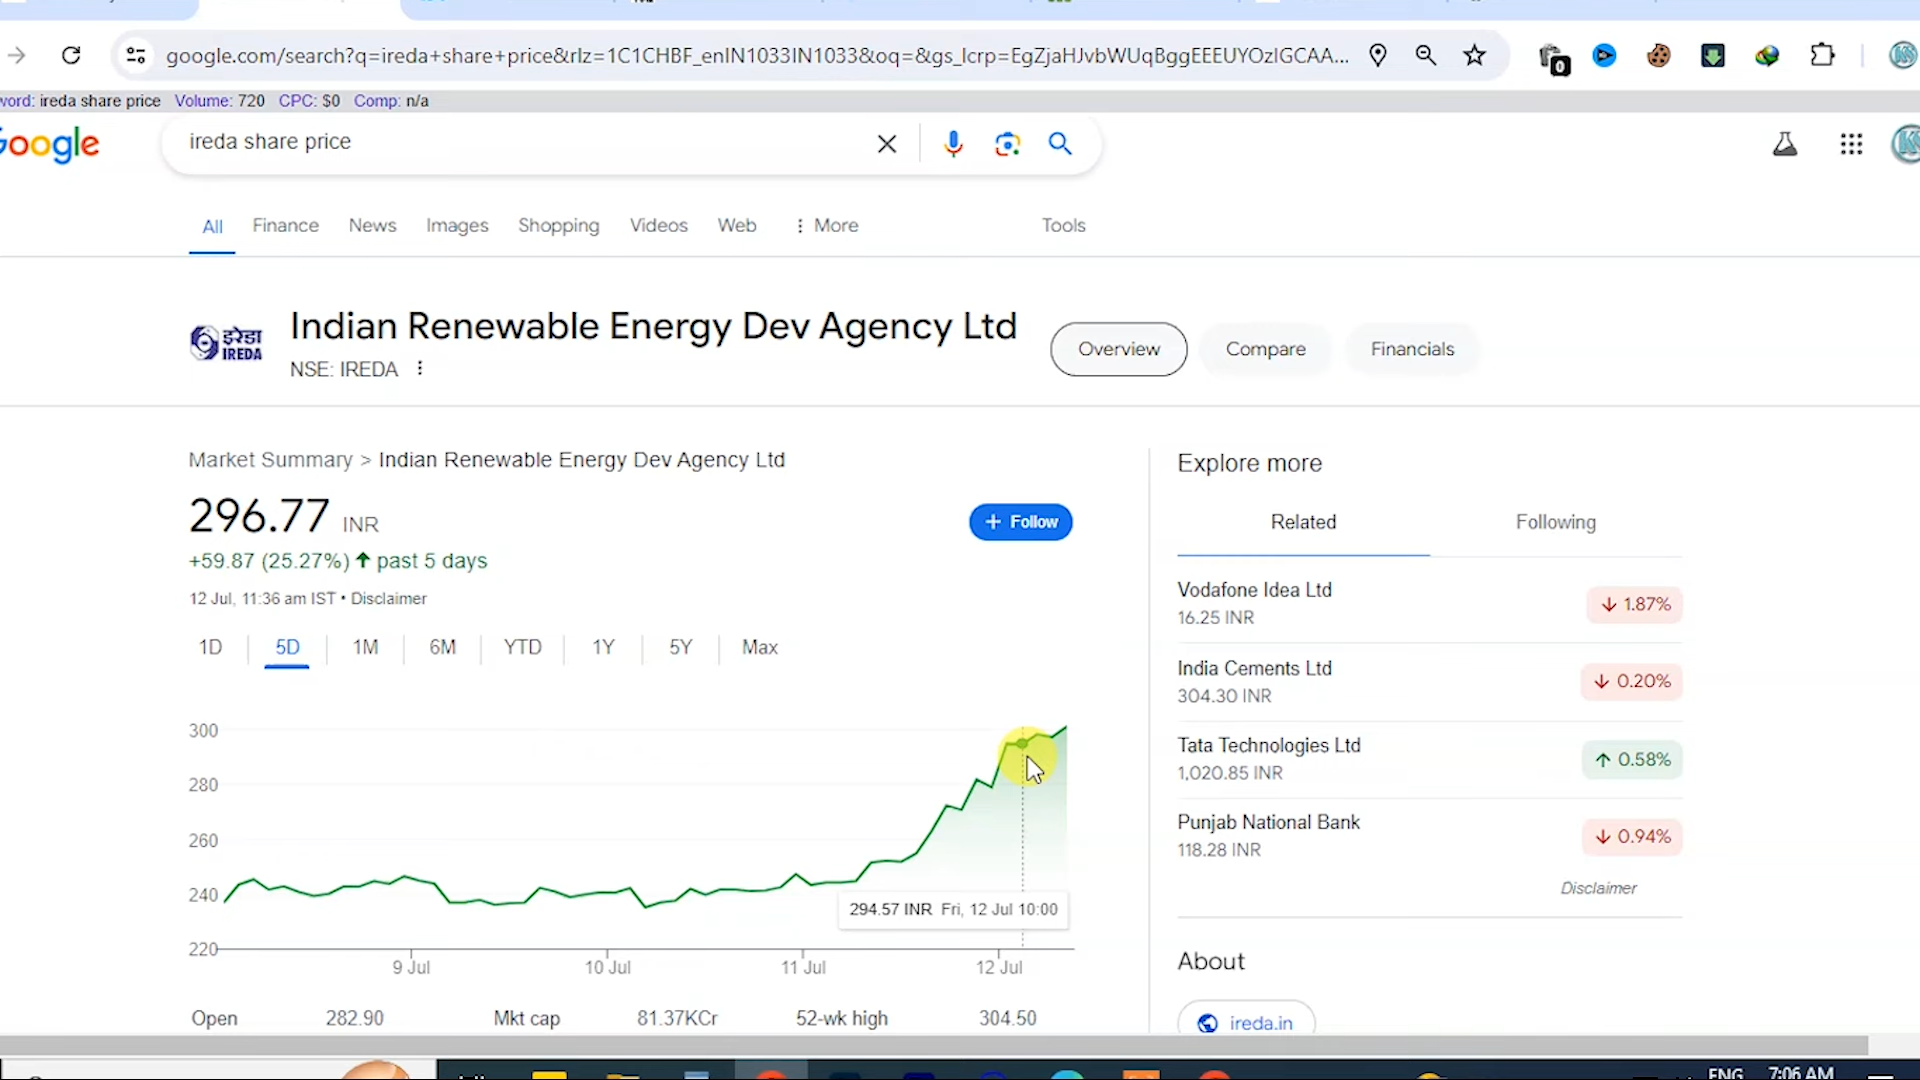 google.com/search?q=ireda+share+price&rlz=1C1CHBF_enIN1033IN1033&oq=&gs_lcrp=EgZjaHJvbWUqBggEEEUYOzIGCAA...
0
word: ireda share price Volume: 720 CPC: $0 Comp: n/a
Google
ireda share price
All Finance News Images Shopping Videos Web More Tools
इरेडा
IREDA
Indian Renewable Energy Dev Agency Ltd
NSE: IREDA
Overview Compare Financials
Market Summary > Indian Renewable Energy Dev Agency Ltd
296.77 INR
+ Follow
+59.87 (25.27%) ↑ past 5 days
12 Jul, 11:36 am IST • Disclaimer
1D 5D 1M 6M YTD 1Y 5Y Max
300
280
260
240
220
294.57 INR Fri, 12 Jul 10:00
9 Jul 10 Jul 11 Jul 12 Jul
Open 282.90 Mkt cap 81.37KCr 52-wk high 304.50
Explore more
Related Following
Vodafone Idea Ltd
16.25 INR
↓ 1.87%
India Cements Ltd
304.30 INR
↓ 0.20%
Tata Technologies Ltd
1,020.85 INR
↑ 0.58%
Punjab National Bank
118.28 INR
↓ 0.94%
Disclaimer
About
ireda.in
ENG 7:06 AM